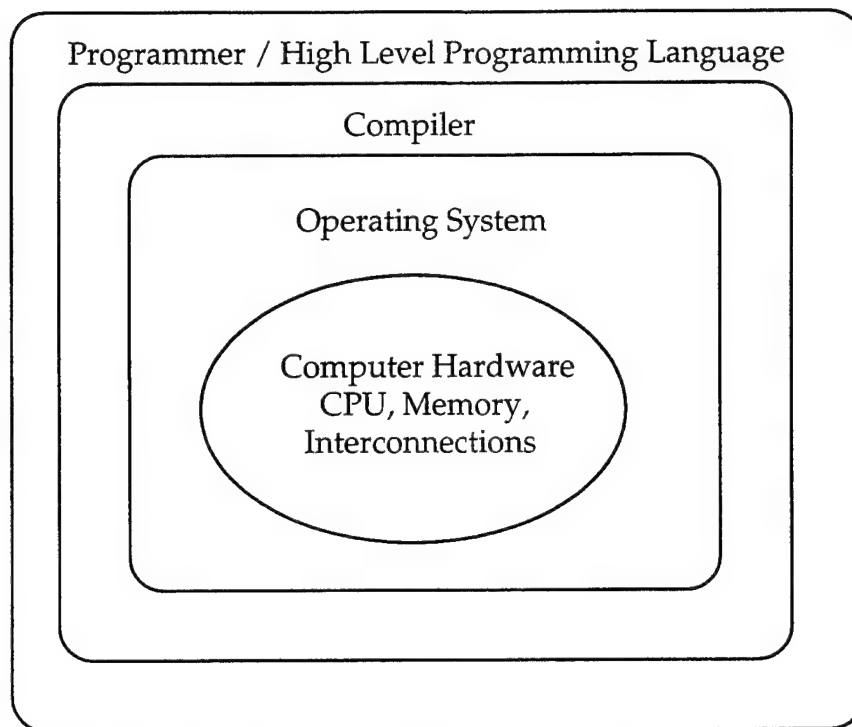 Programmer / High Level Programming Language
Compiler
Operating System
Computer Hardware
CPU, Memory,
Interconnections